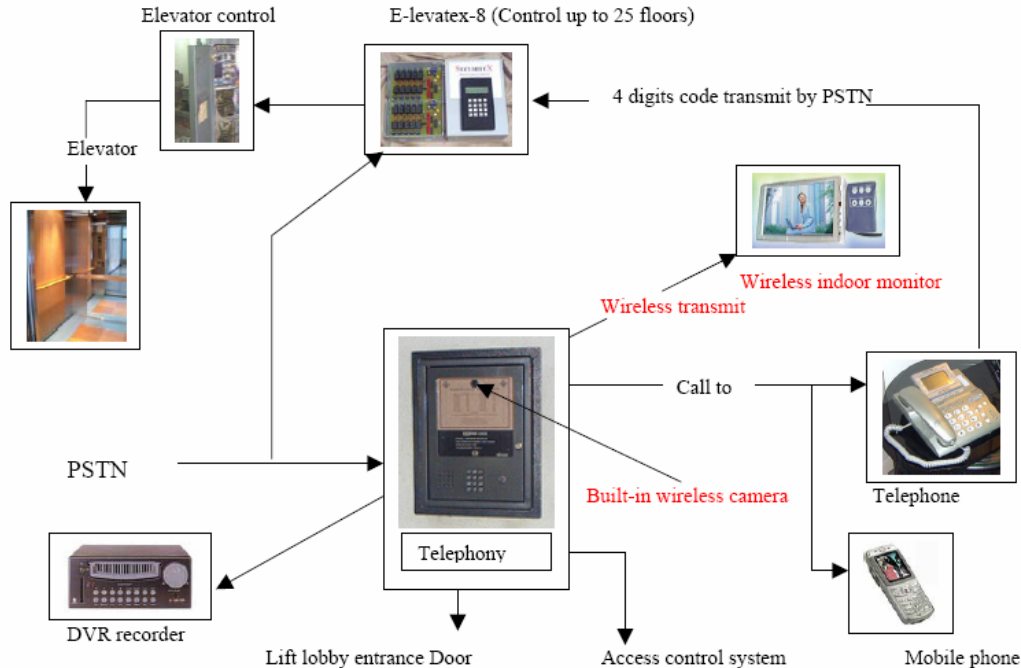 Elevator control
E-levatex-8 (Control up to 25 floors)
4 digits code transmit by PSTN
Elevator
Wireless indoor monitor
Wireless transmit
Call to
PSTN
Built-in wireless camera
Telephone
Telephony
DVR recorder
Lift lobby entrance Door
Access control system
Mobile phone